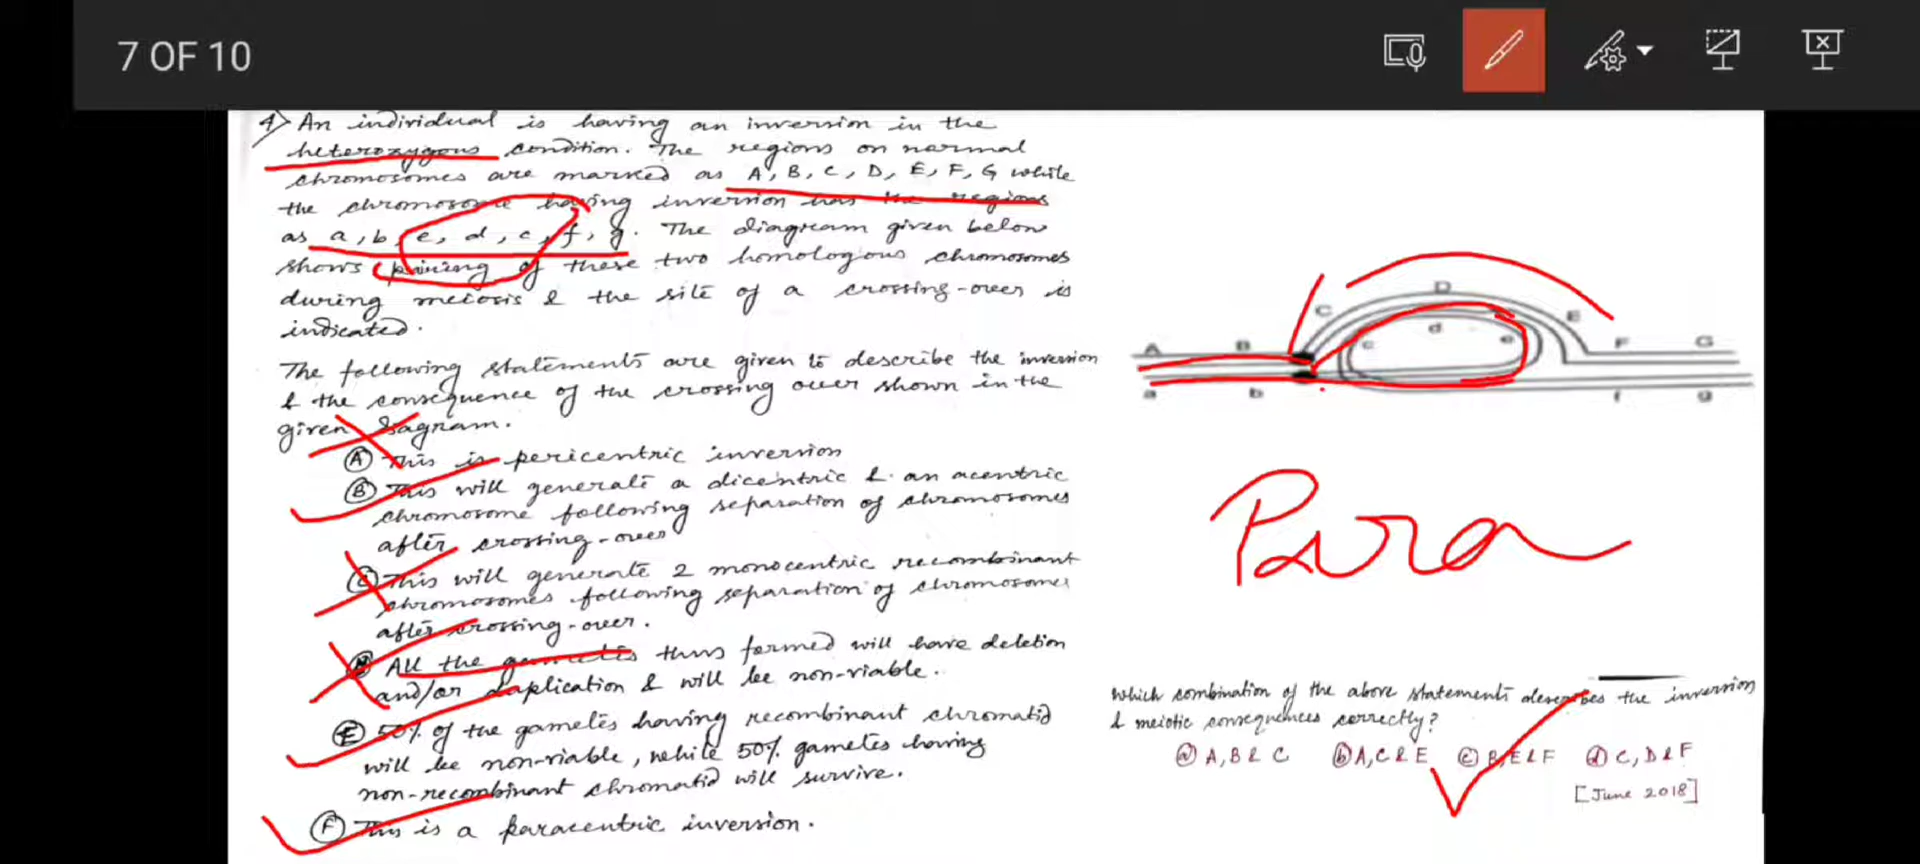 7 OF 10
4) An individual is having an inversion in the
heterozygous condition. The regions on normal
chromosomes are marked as A, B, C, D, E, F, G while
the chromosome having inversion has the regions
as a, b, e, d, c, f, g. The diagram given below
shows pairing of these two homologous chromosomes
during meiosis & the site of a crossing-over is
indicated.
The following statements are given to describe the inversion
& the consequence of the crossing over shown in the
given diagram.
(A) This is pericentric inversion
(B) This will generate a dicentric & an acentric
chromosome following separation of chromosomes
after crossing-over
(C) This will generate 2 monocentric recombinant
chromosomes following separation of chromosomes
after crossing-over.
(D) All the gametes thus formed will have deletion
and/or duplication & will be non-viable.
(E) 50% of the gametes having recombinant chromatid
will be non-viable, while 50% gametes having
non-recombinant chromatid will survive.
(F) This is a paracentric inversion.
A B C D E F G
c d e
a b f g
Para
Which combination of the above statements describes the inversion
& meiotic consequences correctly?
(a) A, B & C (b) A, C & E (c) B, E & F (d) C, D & F
[June 2018]